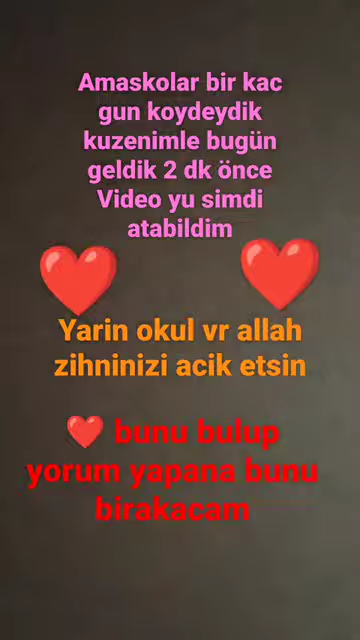 Amaskolar bir kac
gun koydeydik
kuzenimle bugün
geldik 2 dk önce
Video yu simdi
atabildim
Yarin okul vr allah
zihninizi acik etsin
❤️ bunu bulup
yorum yapana bunu
birakacam